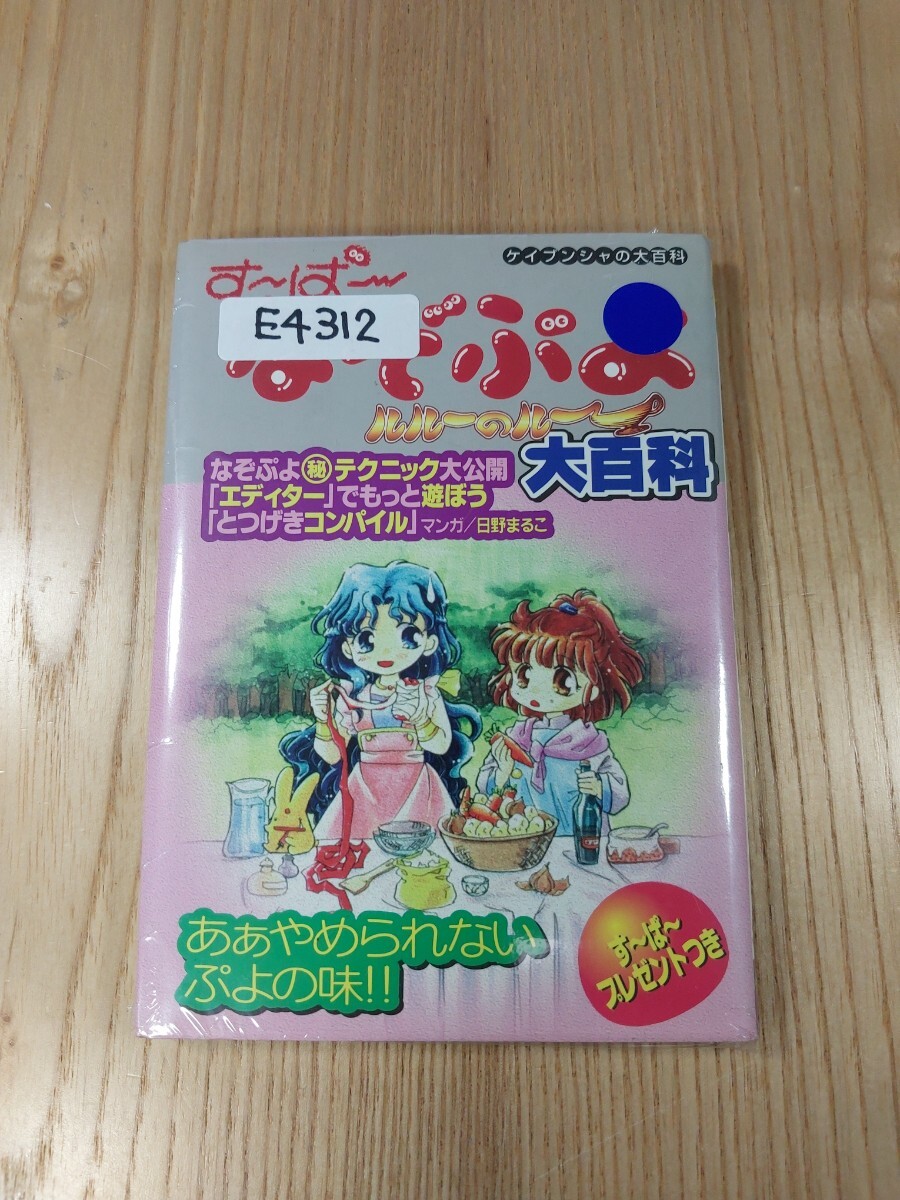 ケイブンシャの大百科
す～ぱ～
E4312
なぞぷよ
ルルーのルー
大百科
なぞぷよ㊙テクニック大公開
「エディター」でもっと遊ぼう
「とつげきコンパイル」マンガ／日野まるこ
あぁやめられない
ぷよの味!!
す～ぱ～
プレゼントつき